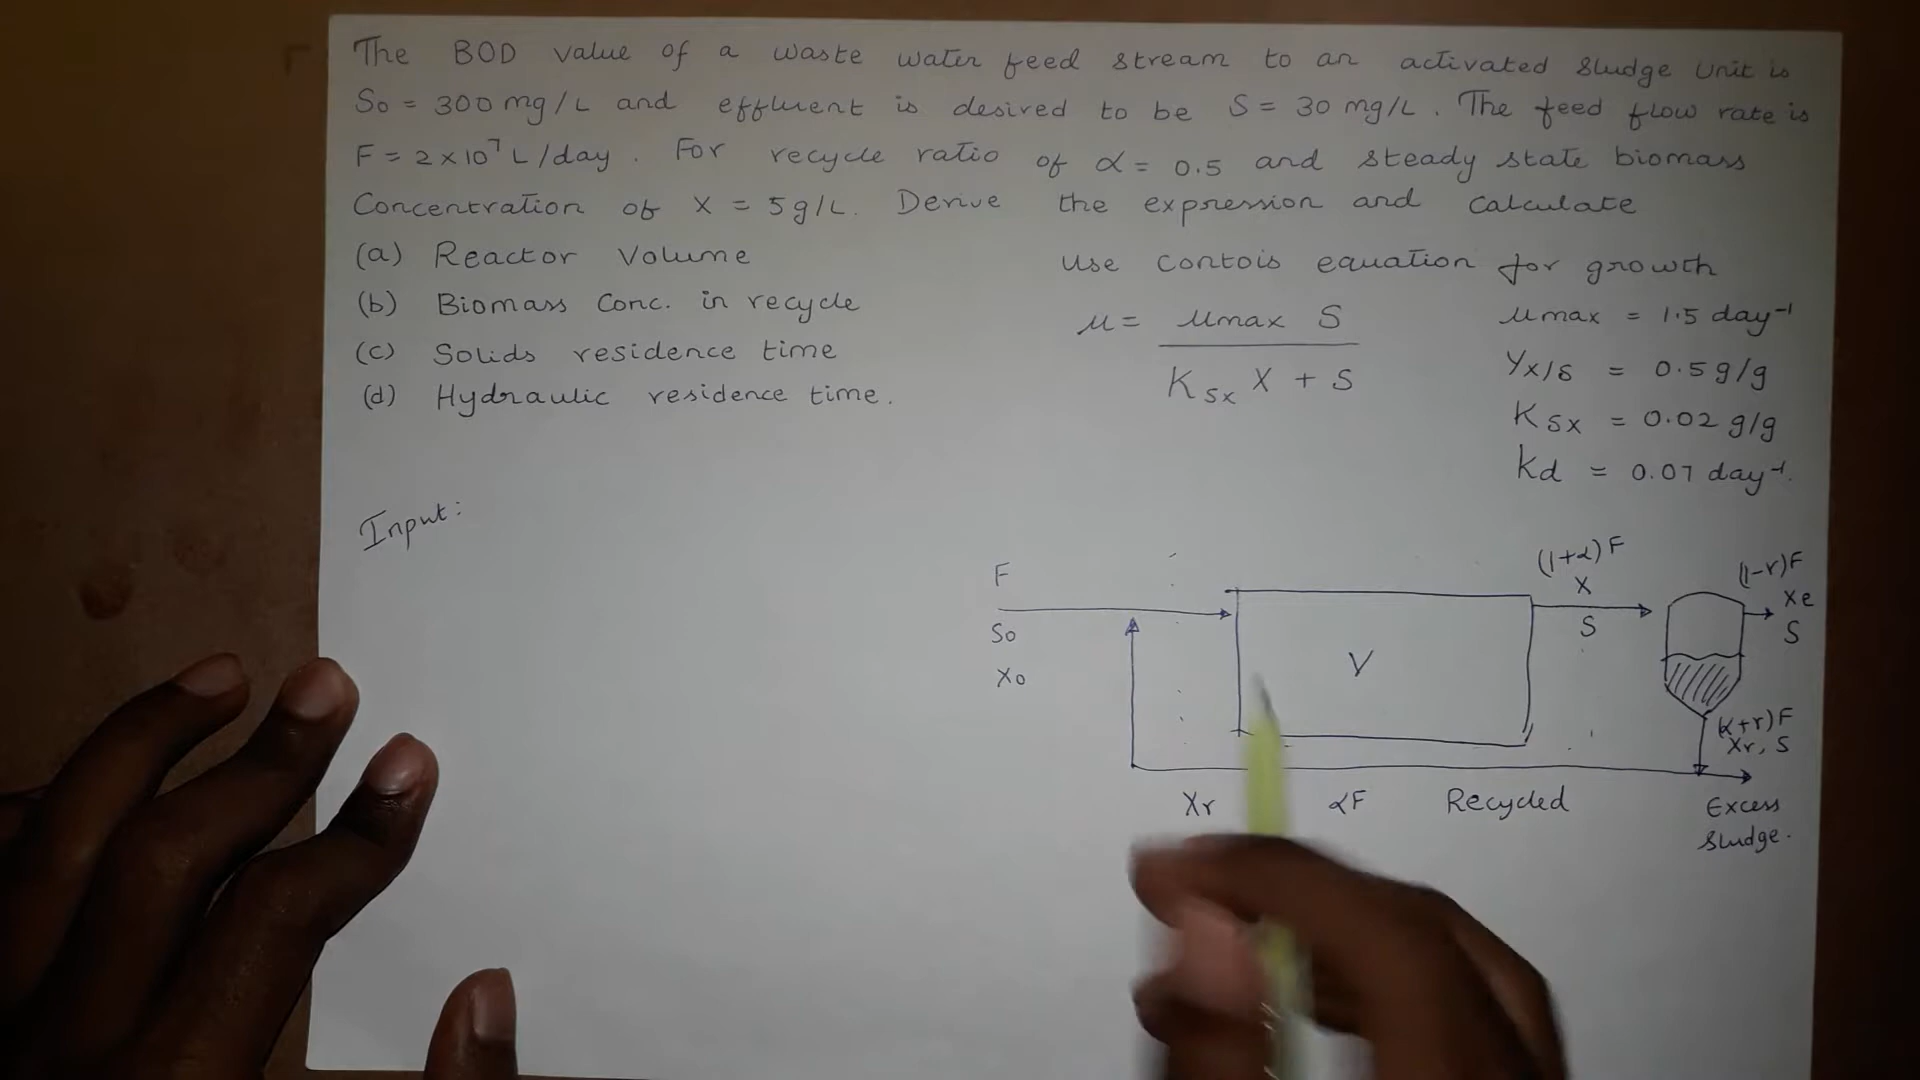 The BOD value of a waste water feed stream to an activated sludge unit is
So = 300 mg/L and effluent is desired to be S = 30 mg/L. The feed flow rate is
F = 2×10⁷ L/day. For recycle ratio of α = 0.5 and steady state biomass
Concentration of X = 5g/L. Derive the expression and calculate
(a) Reactor Volume
Use contois equation for growth
(b) Biomass Conc. in recycle
(c) Solids residence time
(d) Hydraulic residence time.
μ = μmax S
Ksx X + S
μmax = 1.5 day⁻¹
Yx/s = 0.5 g/g
Ksx = 0.02 g/g
kd = 0.07 day⁻¹.
Input:
F
So
Xo
V
(1+α)F
X
S
(1-r)F
Xe
S
(α+r)F
Xr, S
Xr αF Recycled
Excess
Sludge.